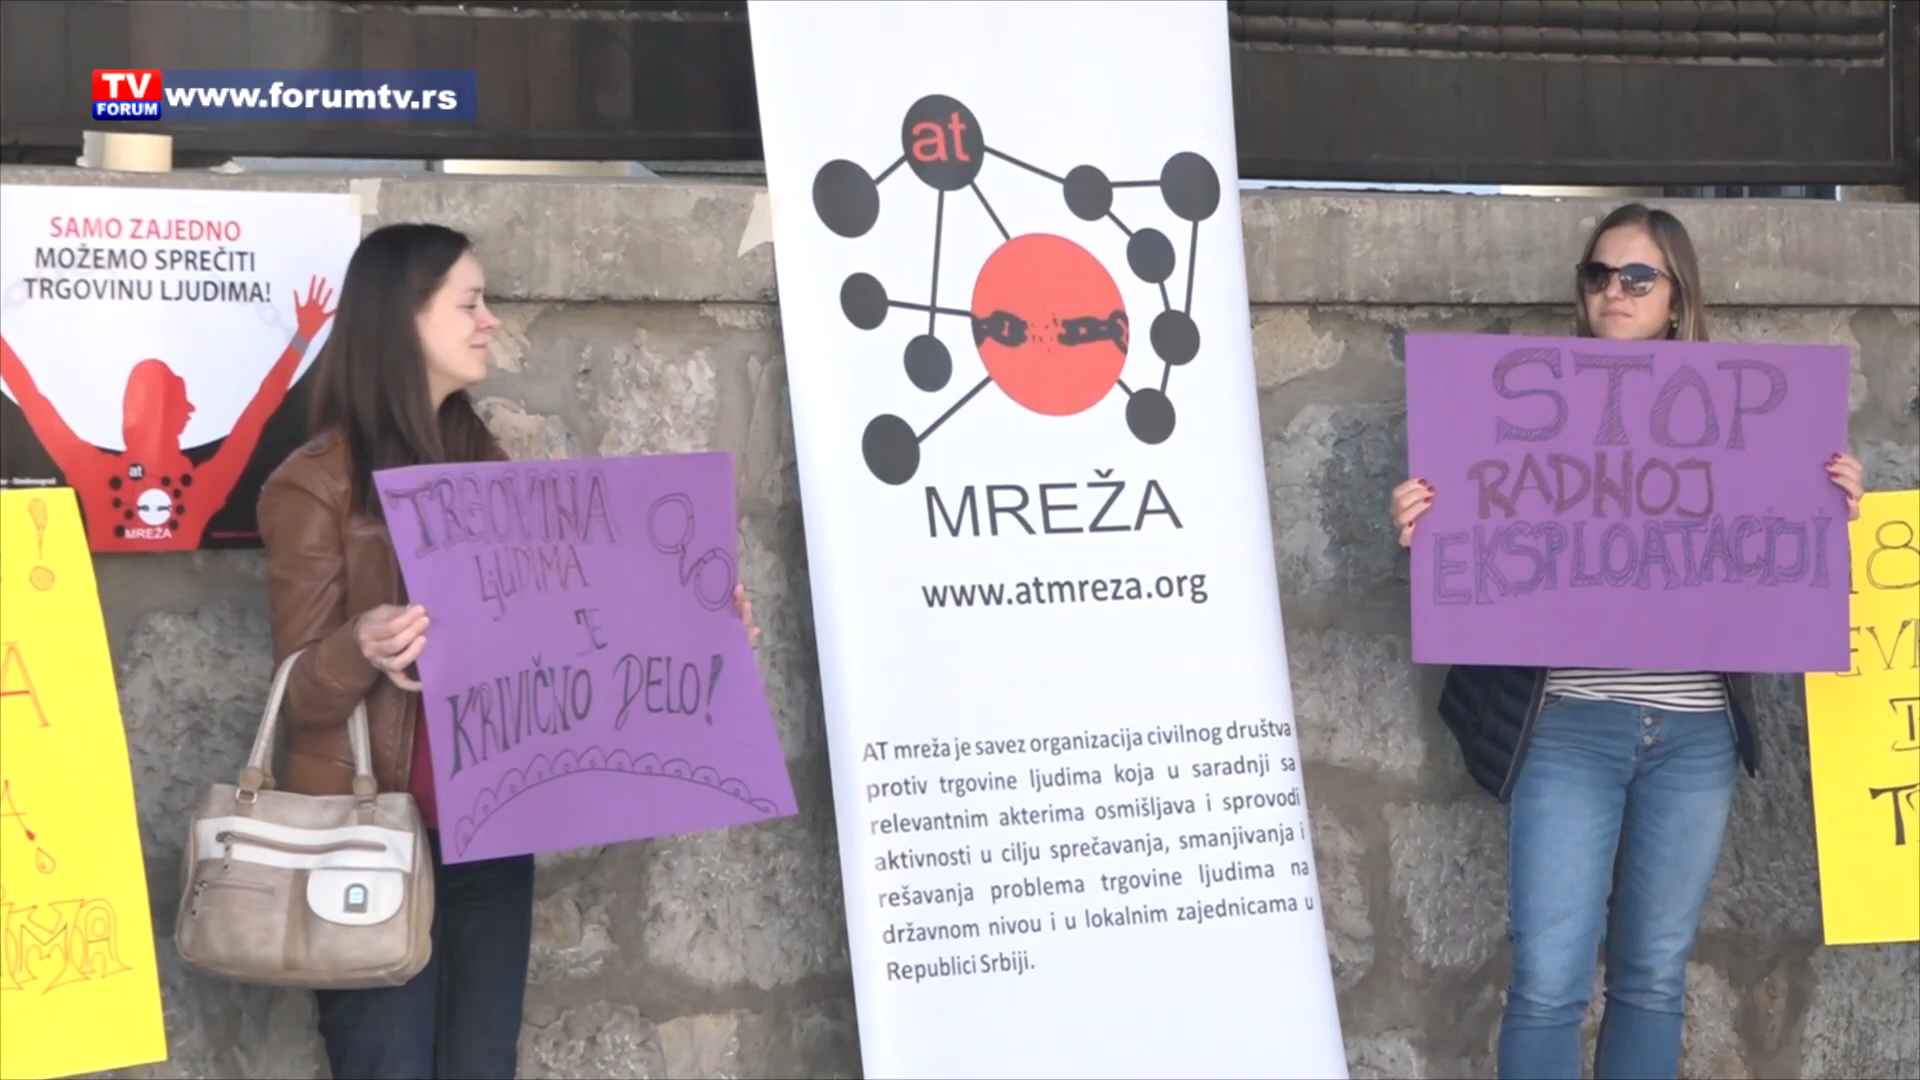 TV
FORUM
www.forumtv.rs
SAMO ZAJEDNO
MOŽEMO SPREČITI
TRGOVINU LJUDIMA!
at
MREŽA
!
A
A
TRGOVINA
LJUDIMA
JE
KRIVIČNO DELO!
at
MREŽA
www.atmreza.org
AT mreža je savez organizacija civilnog društva
protiv trgovine ljudima koja u saradnji sa
relevantnim akterima osmišljava i sprovodi
aktivnosti u cilju sprečavanja, smanjivanja i
rešavanja problema trgovine ljudima na
državnom nivou i u lokalnim zajednicama u
Republici Srbiji.
STOP
RADNOJ
EKSPLOATACIJI